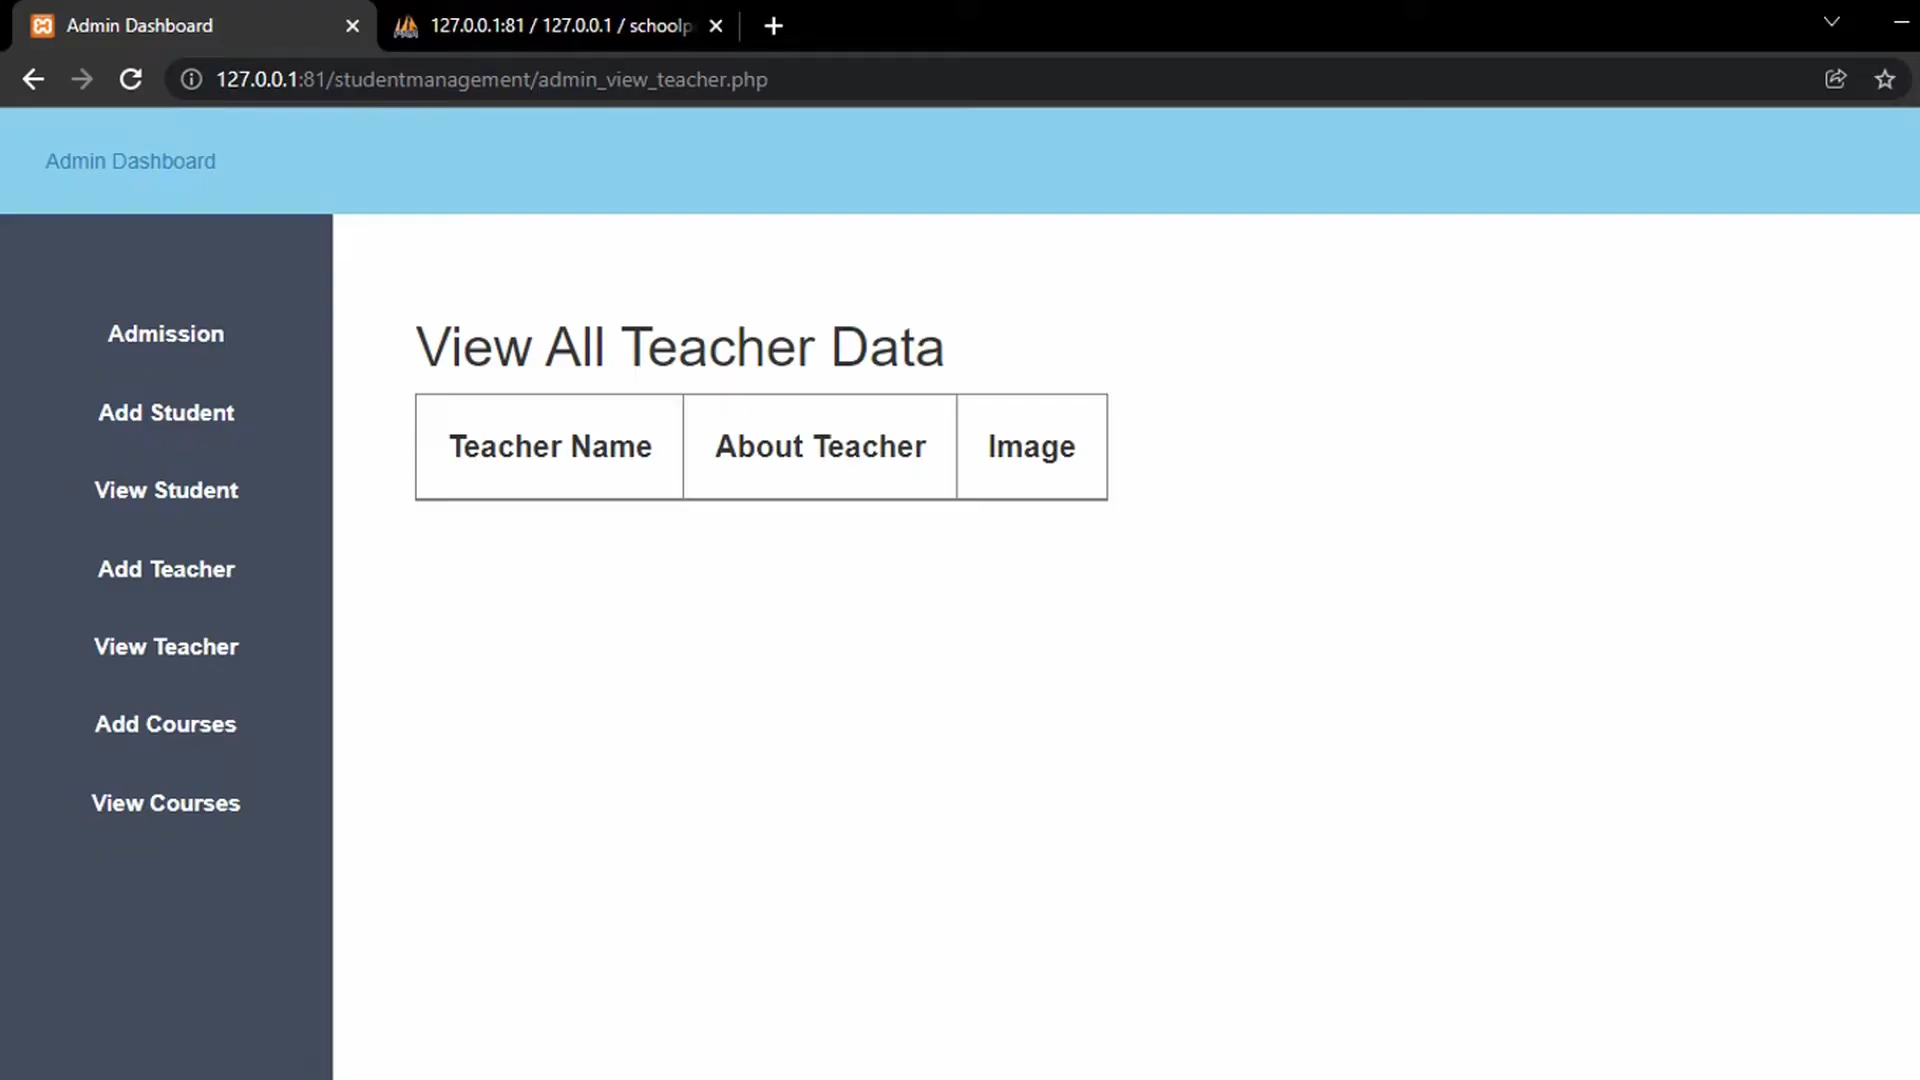 Admin Dashboard
127.0.0.1:81 / 127.0.0.1 / schoolp
127.0.0.1:81/studentmanagement/admin_view_teacher.php
Admin Dashboard
Admission
Add Student
View Student
Add Teacher
View Teacher
Add Courses
View Courses
View All Teacher Data
Teacher Name About Teacher Image